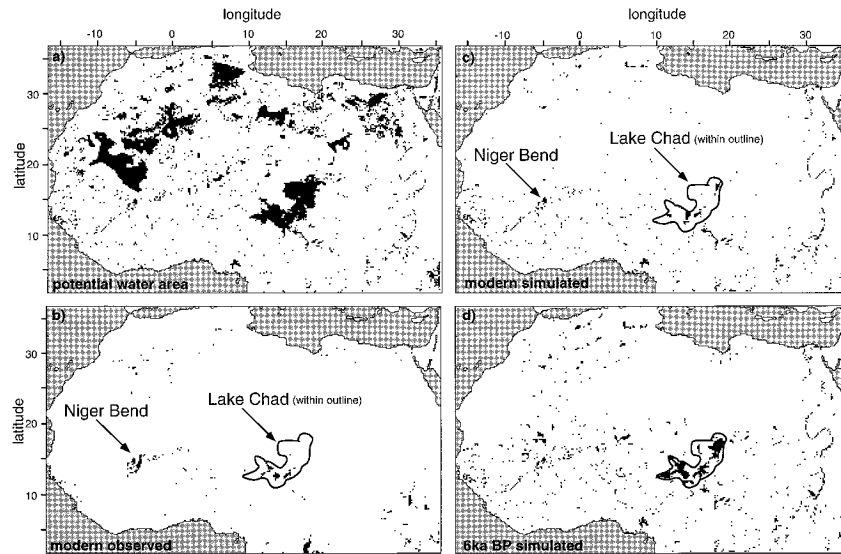 longitude
longitude
-10 0 10 20 30
-10 0 10 20 30
a)
c)
latitude
30
20
10
Lake Chad (within outline)
Niger Bend
potential water area
modern simulated
b)
d)
latitude
30
20
10
Niger Bend
Lake Chad (within outline)
modern observed
6ka BP simulated